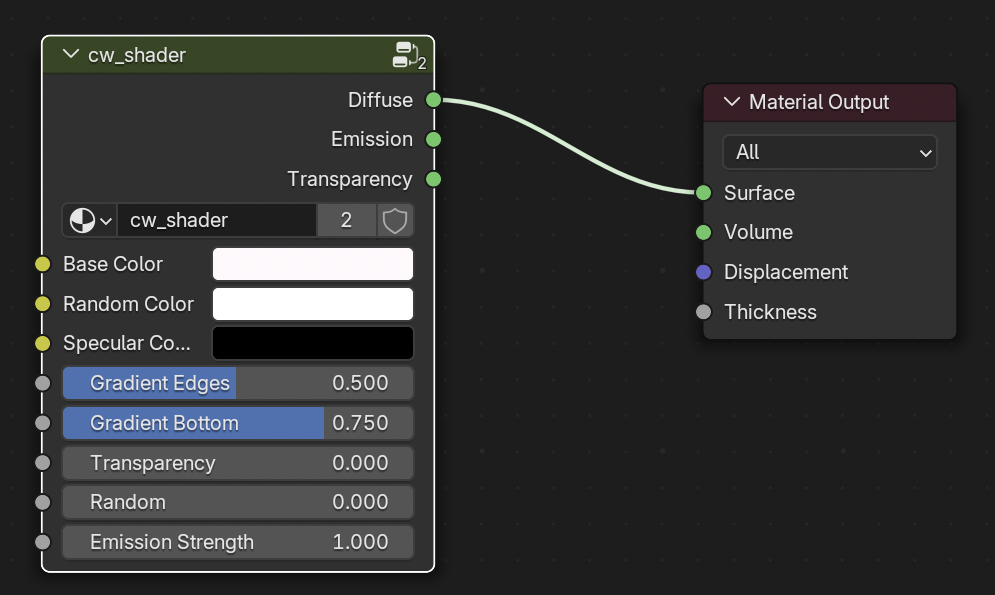 cw_shader
2
Diffuse
Emission
Transparency
cw_shader 2
Base Color
Random Color
Specular Co...
Gradient Edges 0.500
Gradient Bottom 0.750
Transparency 0.000
Random 0.000
Emission Strength 1.000
Material Output
All
Surface
Volume
Displacement
Thickness